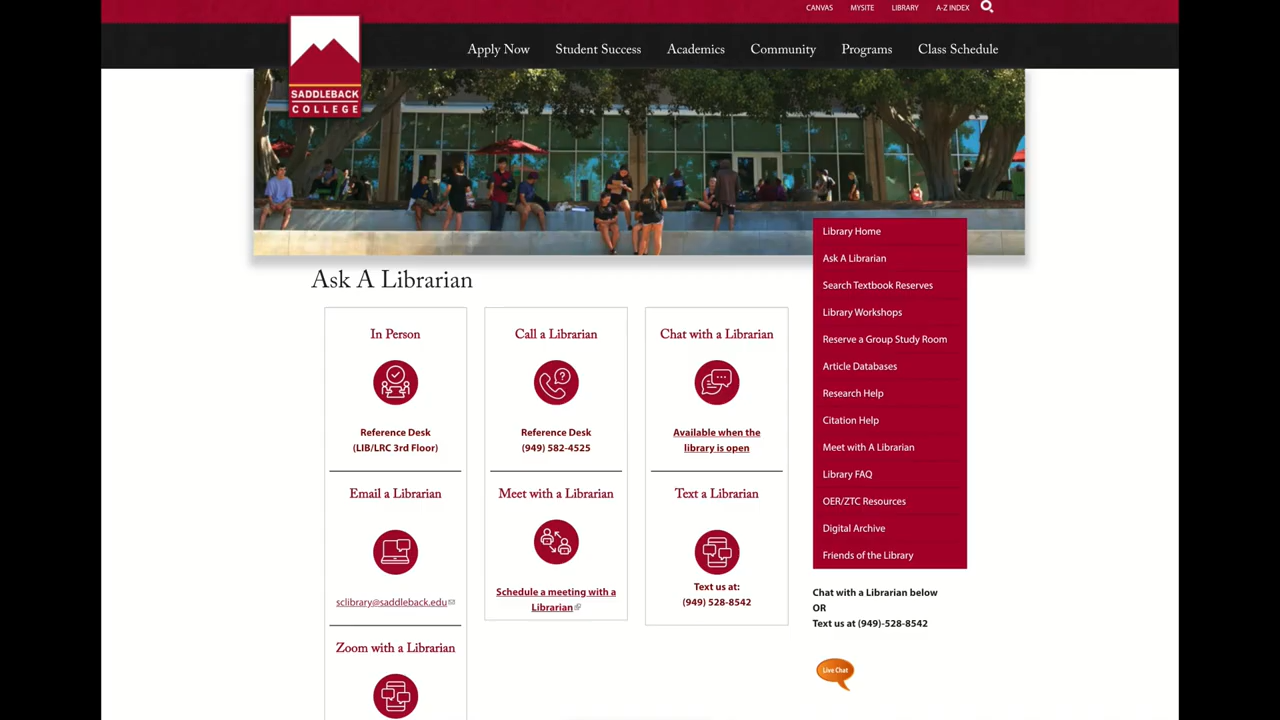 CANVAS MYSITE LIBRARY A-Z INDEX
SADDLEBACK
COLLEGE
Apply Now Student Success Academics Community Programs Class Schedule
Ask A Librarian
In Person
Reference Desk
(LIB/LRC 3rd Floor)
Call a Librarian
Reference Desk
(949) 582-4525
Chat with a Librarian
Available when the
library is open
Email a Librarian
sclibrary@saddleback.edu
Meet with a Librarian
Schedule a meeting with a
Librarian
Text a Librarian
Text us at:
(949) 528-8542
Zoom with a Librarian
Library Home
Ask A Librarian
Search Textbook Reserves
Library Workshops
Reserve a Group Study Room
Article Databases
Research Help
Citation Help
Meet with A Librarian
Library FAQ
OER/ZTC Resources
Digital Archive
Friends of the Library
Chat with a Librarian below
OR
Text us at (949)-528-8542
Live Chat